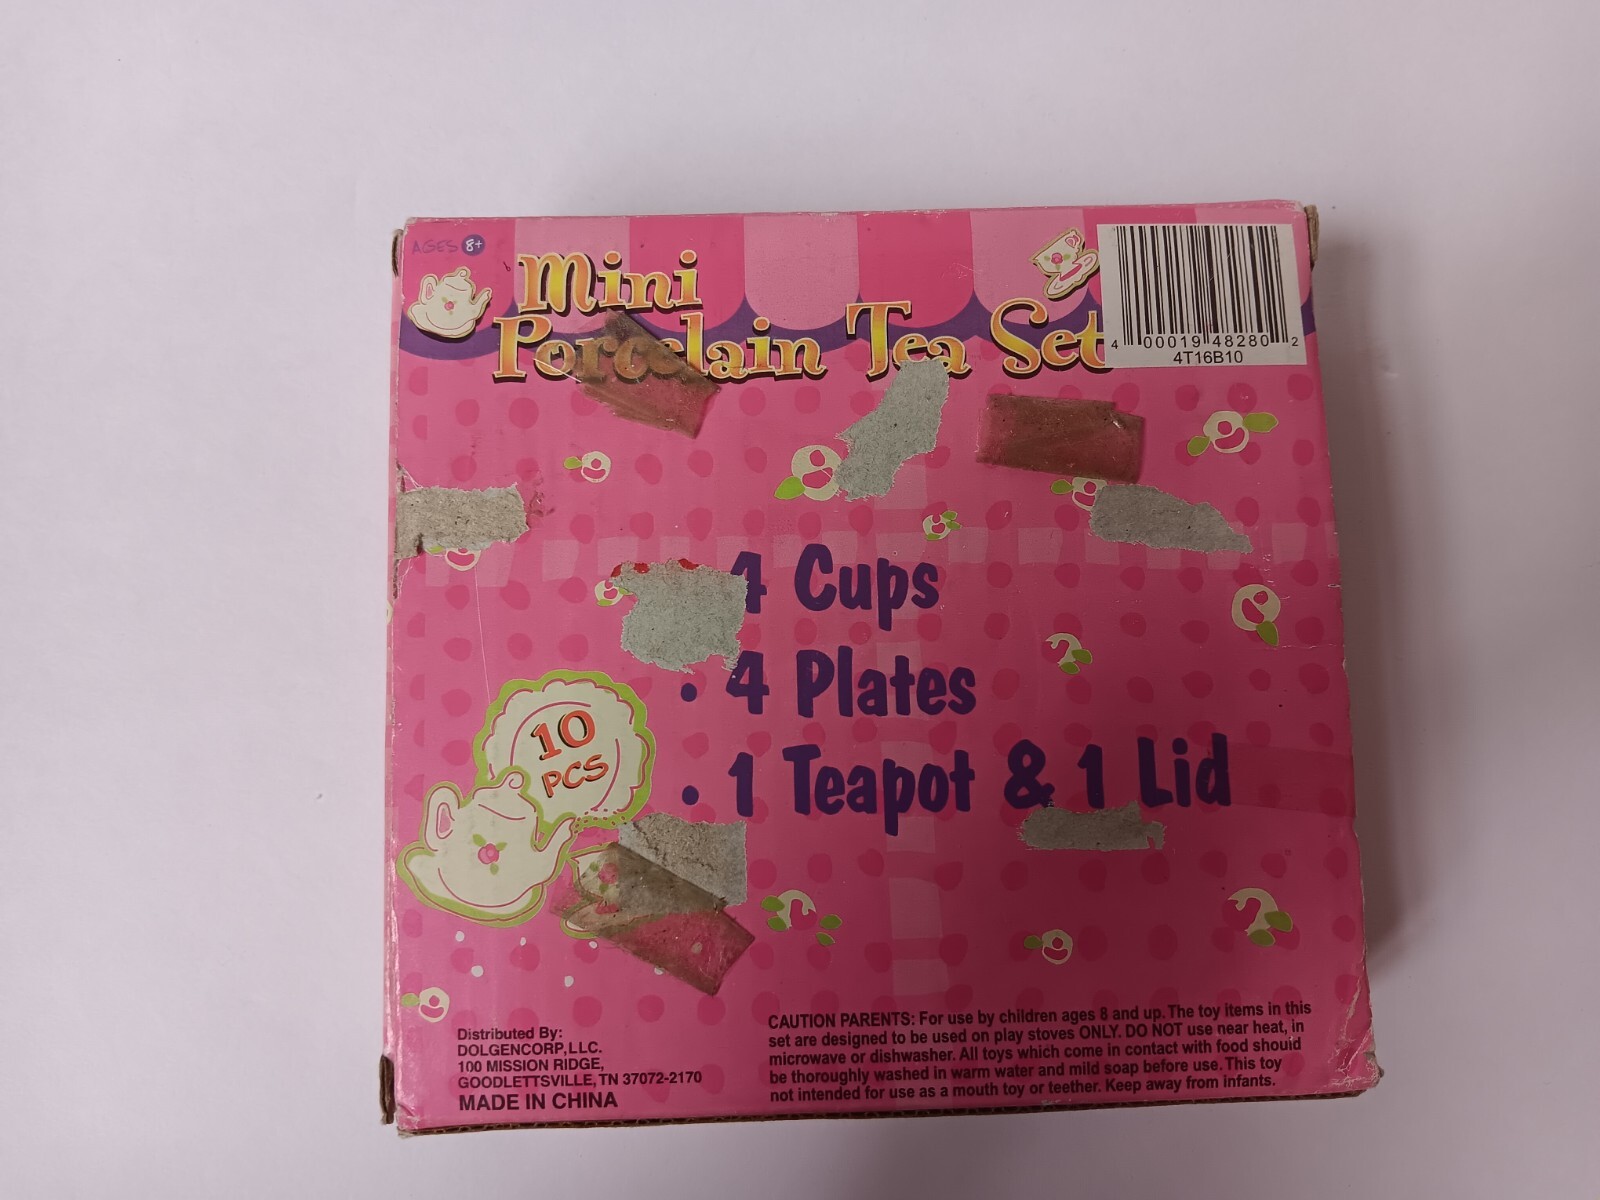 AGES 8+
Mini
Porcelain Tea Set
4 00019 48280 2
4T16B10
4 Cups
• 4 Plates
• 1 Teapot & 1 Lid
10
PCS
Distributed By:
DOLGENCORP,LLC.
100 MISSION RIDGE,
GOODLETTSVILLE,TN 37072-2170
MADE IN CHINA
CAUTION PARENTS: For use by children ages 8 and up. The toy items in this
set are designed to be used on play stoves ONLY. DO NOT use near heat, in
microwave or dishwasher. All toys which come in contact with food should
be thoroughly washed in warm water and mild soap before use. This toy
not intended for use as a mouth toy or teether. Keep away from infants.